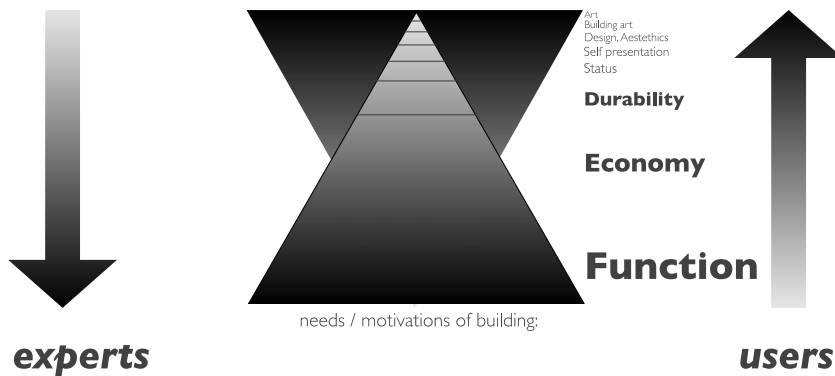 Art
Building art
Design, Aestethics
Self presentation
Status
Durability
Economy
Function
needs / motivations of building:
experts
users